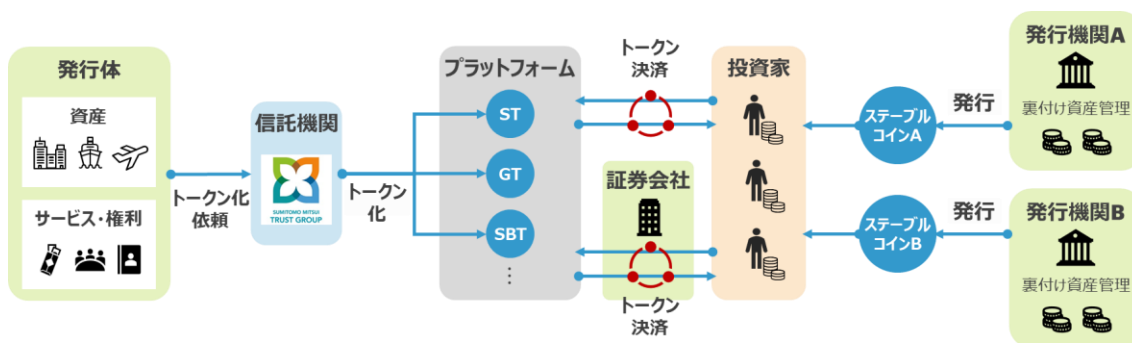 発行体
資産
サービス・権利
トークン化
依頼
信託機関
SUMITOMO MITSUI
TRUST GROUP
トークン
化
プラットフォーム
ST
GT
SBT
⋮
トークン
決済
証券会社
トークン
決済
投資家
ステーブル
コインA
発行
発行機関A
裏付け資産管理
ステーブル
コインB
発行
発行機関B
裏付け資産管理